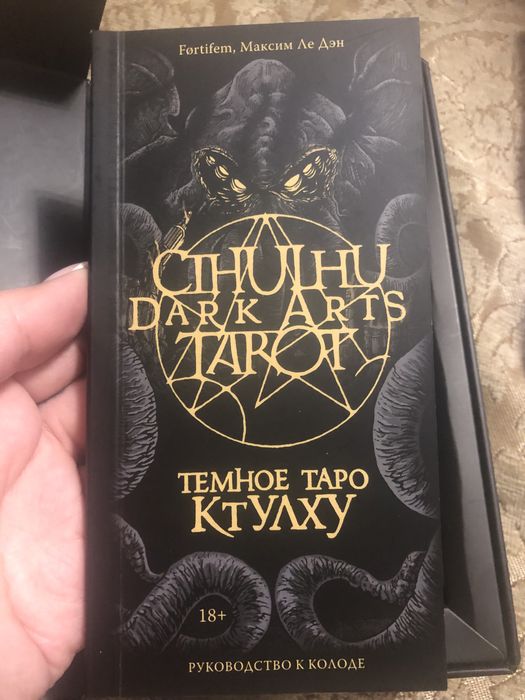 Førtifem, Максим Ле Дэн
CTHULHU
DARK ARTS
TAROT
ТЕМНОЕ ТАРО
КТУЛХУ
18+
РУКОВОДСТВО К КОЛОДЕ